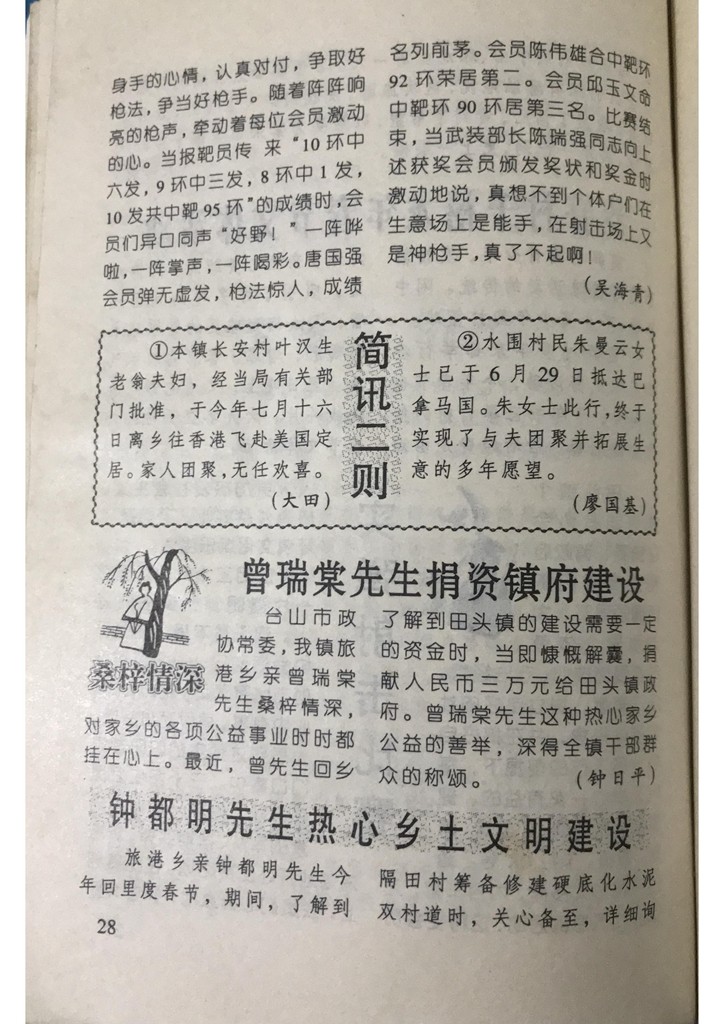 身手的心情，认真对付，争取好
枪法，争当好枪手。随着阵阵响
亮的枪声，牵动着每位会员激动
的心。当报靶员传 来“10 环中
六发，9 环中三发，8 环中 1 发，
10 发共中靶 95 环”的成绩时，会
员们异口同声“好野！”一阵哗
啦，一阵掌声，一阵喝彩。唐国强
会员弹无虚发，枪法惊人，成绩
名列前茅。会员陈伟雄合中靶环
92 环荣居第二。会员邱玉文命
中靶环 90 环居第三名。比赛结
束，当武装部长陈瑞强同志向上
述获奖会员颁发奖状和奖金时
激动地说，真想不到个体户们在
生意场上是能手，在射击场上又
是神枪手，真了不起啊！
（吴海青）
简讯二则
①本镇长安村叶汉生
老翁夫妇，经当局有关部
门批准，于今年七月十六
日离乡往香港飞赴美国定
居。家人团聚，无任欢喜。
（大田）
②水围村民朱曼云女
士已于 6 月 29 日抵达巴
拿马国。朱女士此行，终于
实现了与夫团聚并拓展生
意的多年愿望。
（廖国基）
桑梓情深
曾瑞棠先生捐资镇府建设
台山市政
协常委，我镇旅
港乡亲曾瑞棠
先生桑梓情深，
对家乡的各项公益事业时时都
挂在心上。最近，曾先生回乡
了解到田头镇的建设需要一定
的资金时，当即慷慨解囊，捐
献人民币三万元给田头镇政
府。曾瑞棠先生这种热心家乡
公益的善举，深得全镇干部群
众的称颂。
（钟日平）
钟都明先生热心乡土文明建设
旅港乡亲钟都明先生今
年回里度春节，期间，了解到
隔田村筹备修建硬底化水泥
双村道时，关心备至，详细询
28